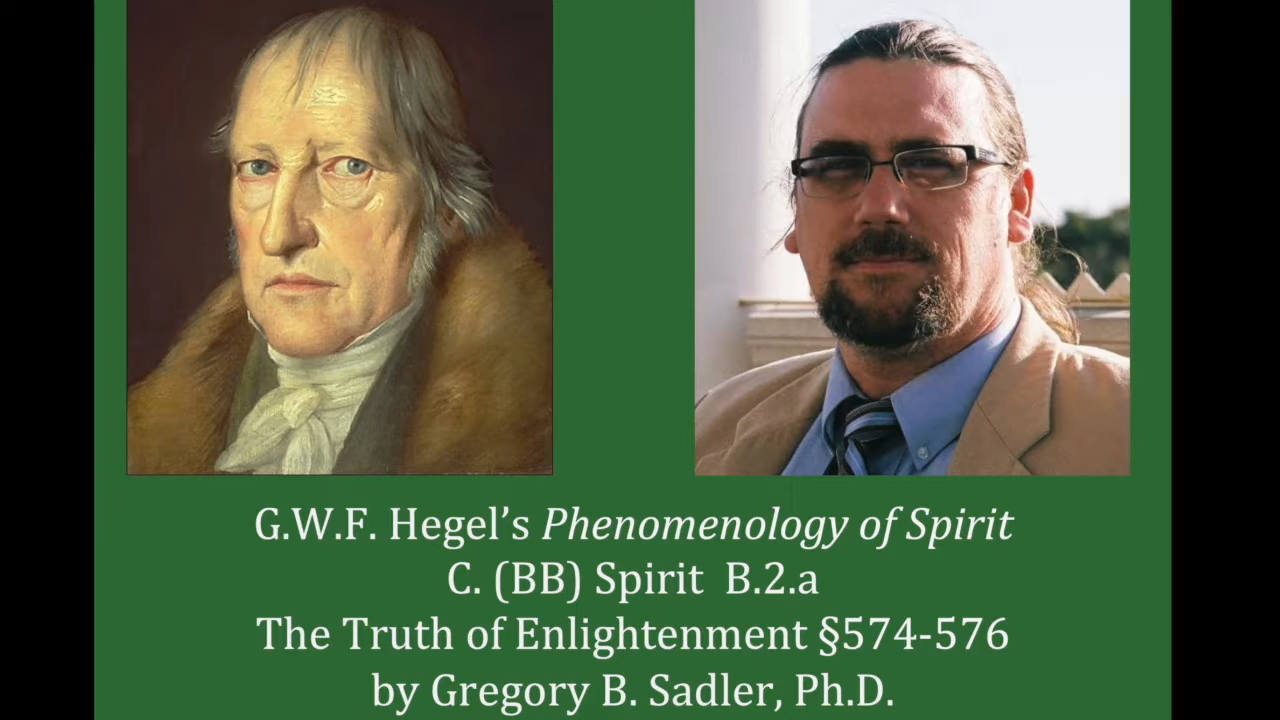 G.W.F. Hegel’s Phenomenology of Spirit
C. (BB) Spirit B.2.a
The Truth of Enlightenment §574-576
by Gregory B. Sadler, Ph.D.